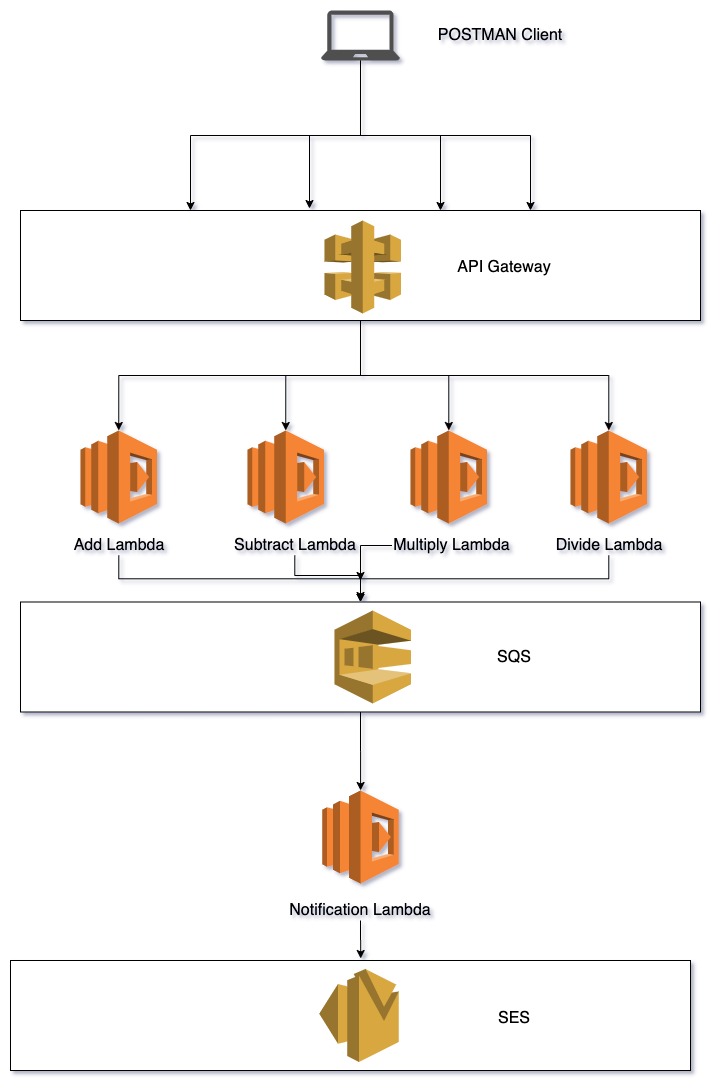 POSTMAN Client
API Gateway
Add Lambda
Subtract Lambda
Multiply Lambda
Divide Lambda
SQS
Notification Lambda
SES